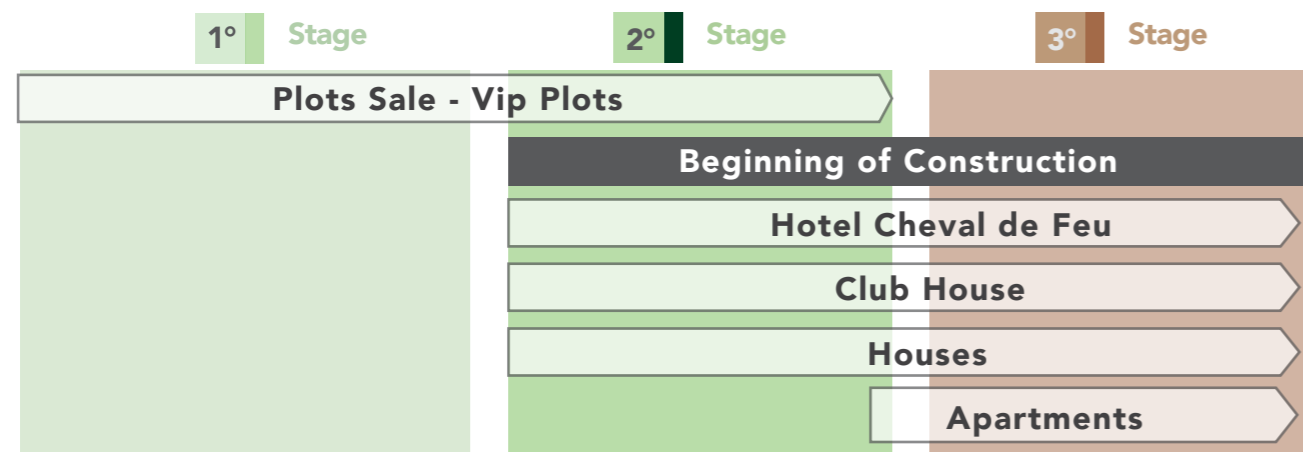 1° Stage
2° Stage
3° Stage
Plots Sale - Vip Plots
Beginning of Construction
Hotel Cheval de Feu
Club House
Houses
Apartments